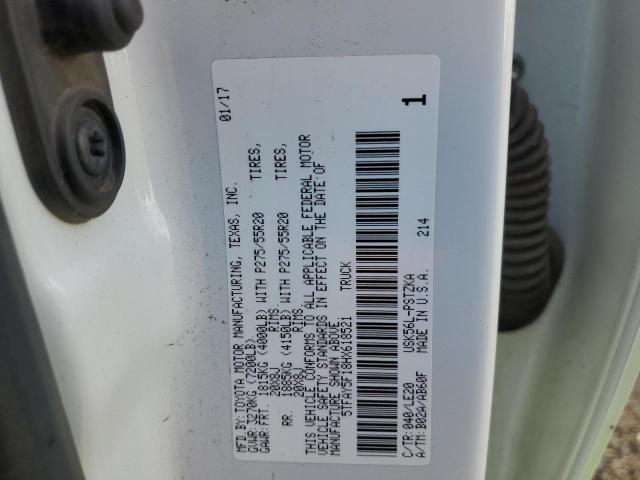 MFD.BY:TOYOTA MOTOR MANUFACTURING, TEXAS, INC. 01/17
GVWR:3270KG (7200LB)
GAWR:FRT. 1815KG (4000LB) WITH P275/55R20 TIRES,
20X8J RIMS
RR. 1885KG (4150LB) WITH P275/55R20 TIRES,
20X8J RIMS
THIS VEHICLE CONFORMS TO ALL APPLICABLE FEDERAL MOTOR
VEHICLE SAFETY STANDARDS IN EFFECT ON THE DATE OF
MANUFACTURE SHOWN ABOVE.
5TFAY5F18HX618521 TRUCK
1
C/TR:040/LE20 USK56L-PSTZKA
A/TM:B02A/AB60F MADE IN U.S.A. 214